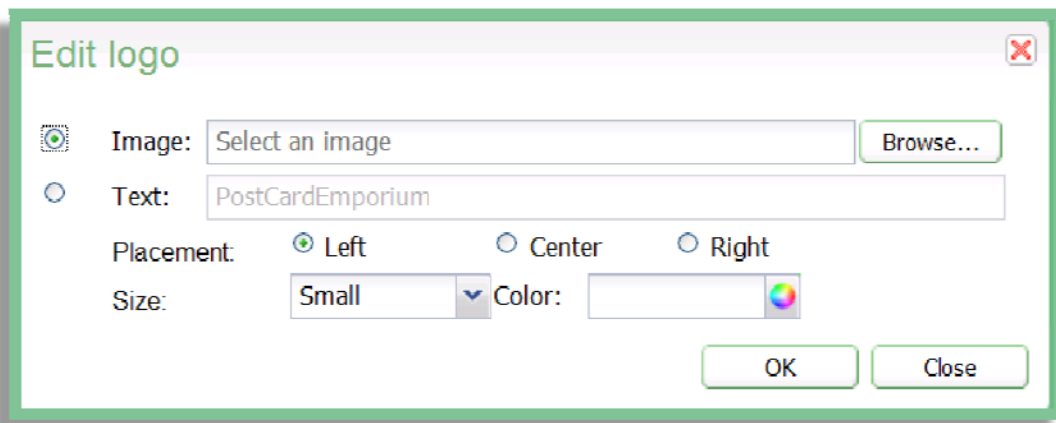 Edit logo
Image: Select an image Browse...
Text: PostCardEmporium
Placement: Left Center Right
Size: Small Color:
OK Close